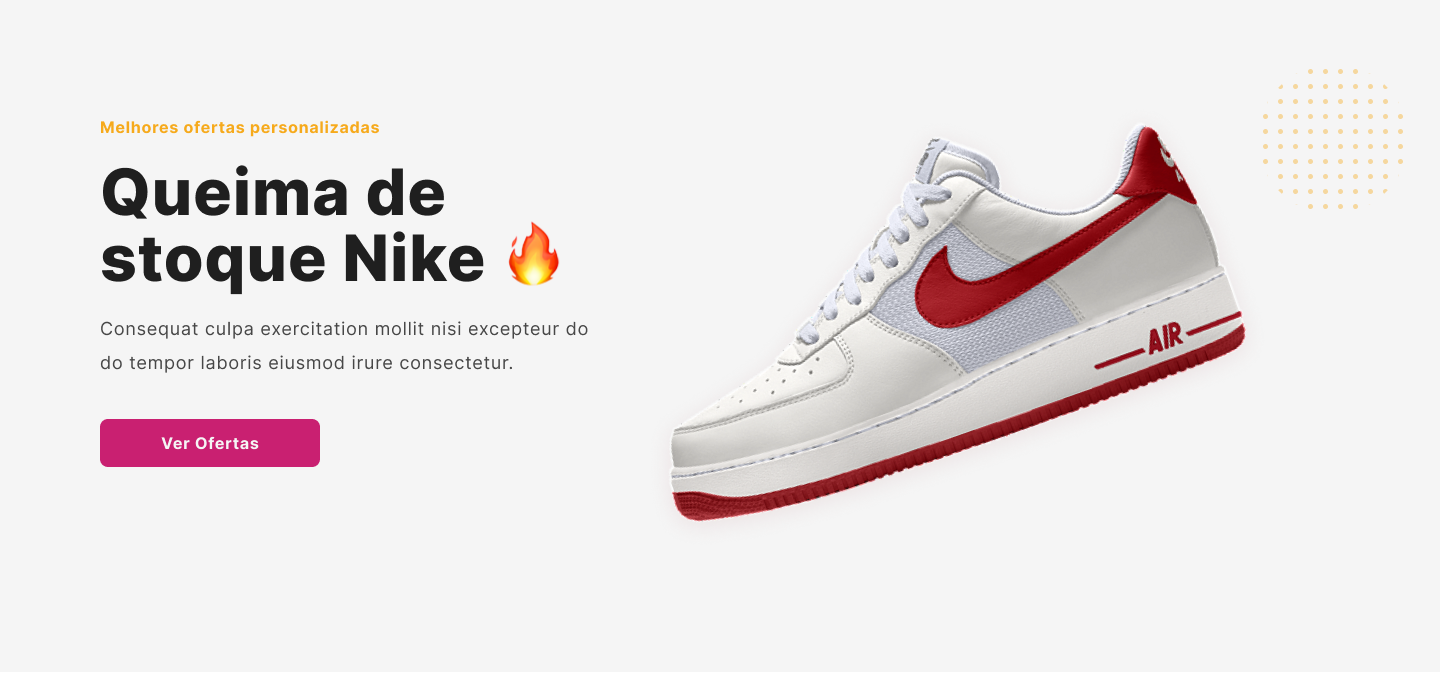 Melhores ofertas personalizadas
Queima de
stoque Nike 🔥
Consequat culpa exercitation mollit nisi excepteur do
do tempor laboris eiusmod irure consectetur.
Ver Ofertas
AIR